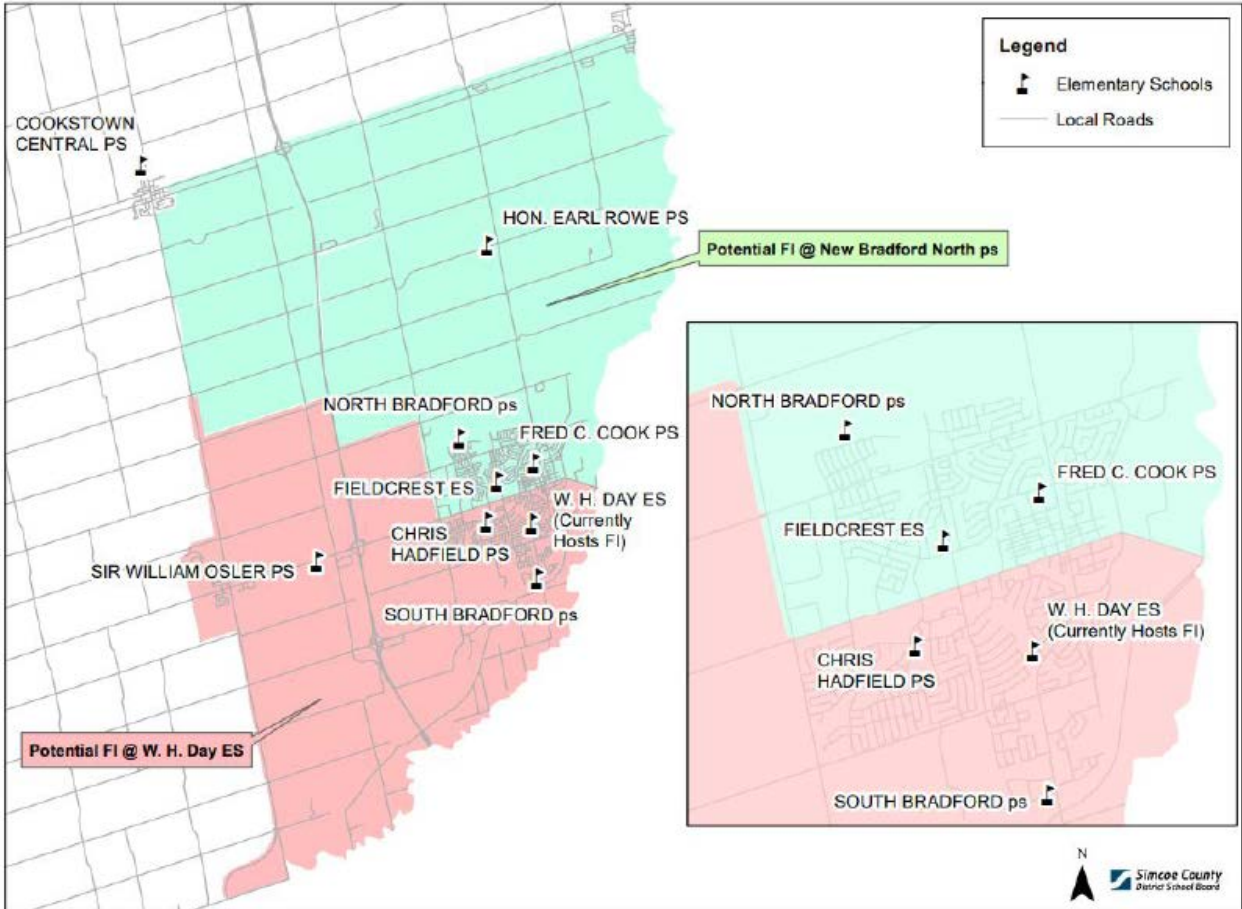 Legend
Elementary Schools
Local Roads
COOKSTOWN
CENTRAL PS
HON. EARL ROWE PS
Potential FI @ New Bradford North ps
NORTH BRADFORD ps
FRED C. COOK PS
FIELDCREST ES
W. H. DAY ES
(Currently
Hosts FI)
CHRIS
HADFIELD PS
SIR WILLIAM OSLER PS
SOUTH BRADFORD ps
Potential FI @ W. H. Day ES
NORTH BRADFORD ps
FRED C. COOK PS
FIELDCREST ES
W. H. DAY ES
(Currently Hosts FI)
CHRIS
HADFIELD PS
SOUTH BRADFORD ps
N
Simcoe County
District School Board